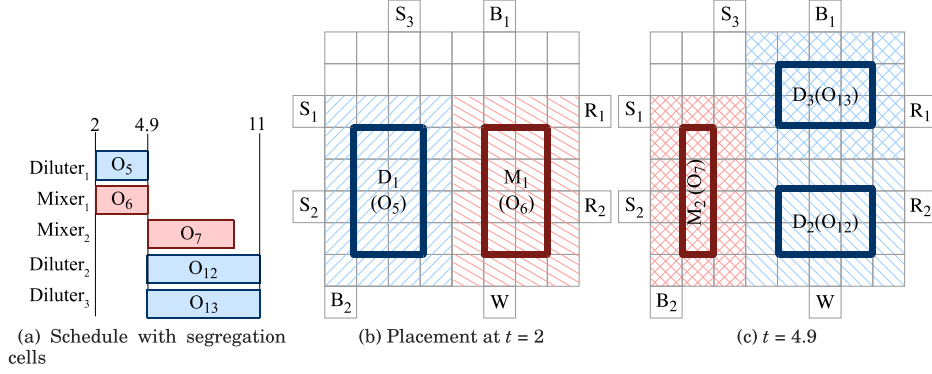 2 4.9 11
Diluter₁ O₅
Mixer₁ O₆
Mixer₂ O₇
Diluter₂ O₁₂
Diluter₃ O₁₃
(a) Schedule with segregation
cells
S₃ B₁
S₁ R₁
D₁ M₁
S₂ (O₅) (O₆) R₂
B₂ W
(b) Placement at t = 2
S₃ B₁
D₃(O₁₃)
S₁ R₁
M₂(O₇)
S₂ D₂(O₁₂) R₂
B₂ W
(c) t = 4.9